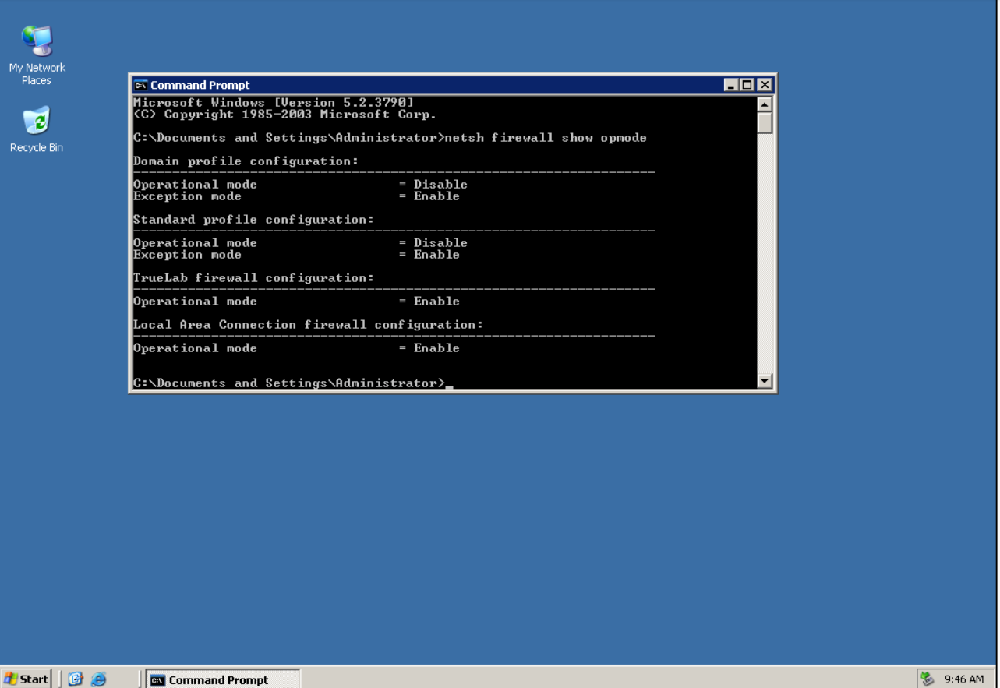 My Network
Places
Recycle Bin
Command Prompt
Microsoft Windows [Version 5.2.3790]
(C) Copyright 1985-2003 Microsoft Corp.
C:\Documents and Settings\Administrator>netsh firewall show opmode
Domain profile configuration:
-------------------------------------------------------------------
Operational mode                  = Disable
Exception mode                    = Enable
Standard profile configuration:
-------------------------------------------------------------------
Operational mode                  = Disable
Exception mode                    = Enable
TrueLab firewall configuration:
-------------------------------------------------------------------
Operational mode                  = Enable
Local Area Connection firewall configuration:
-------------------------------------------------------------------
Operational mode                  = Enable
C:\Documents and Settings\Administrator>_
Start
Command Prompt
9:46 AM